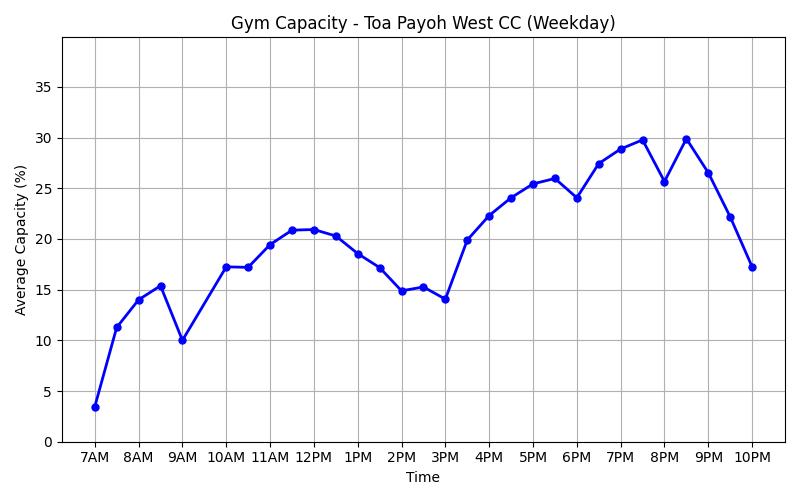 Gym Capacity - Toa Payoh West CC (Weekday)
Average Capacity (%)
35
30
25
20
15
10
5
0
7AM 8AM 9AM 10AM 11AM 12PM 1PM 2PM 3PM 4PM 5PM 6PM 7PM 8PM 9PM 10PM
Time